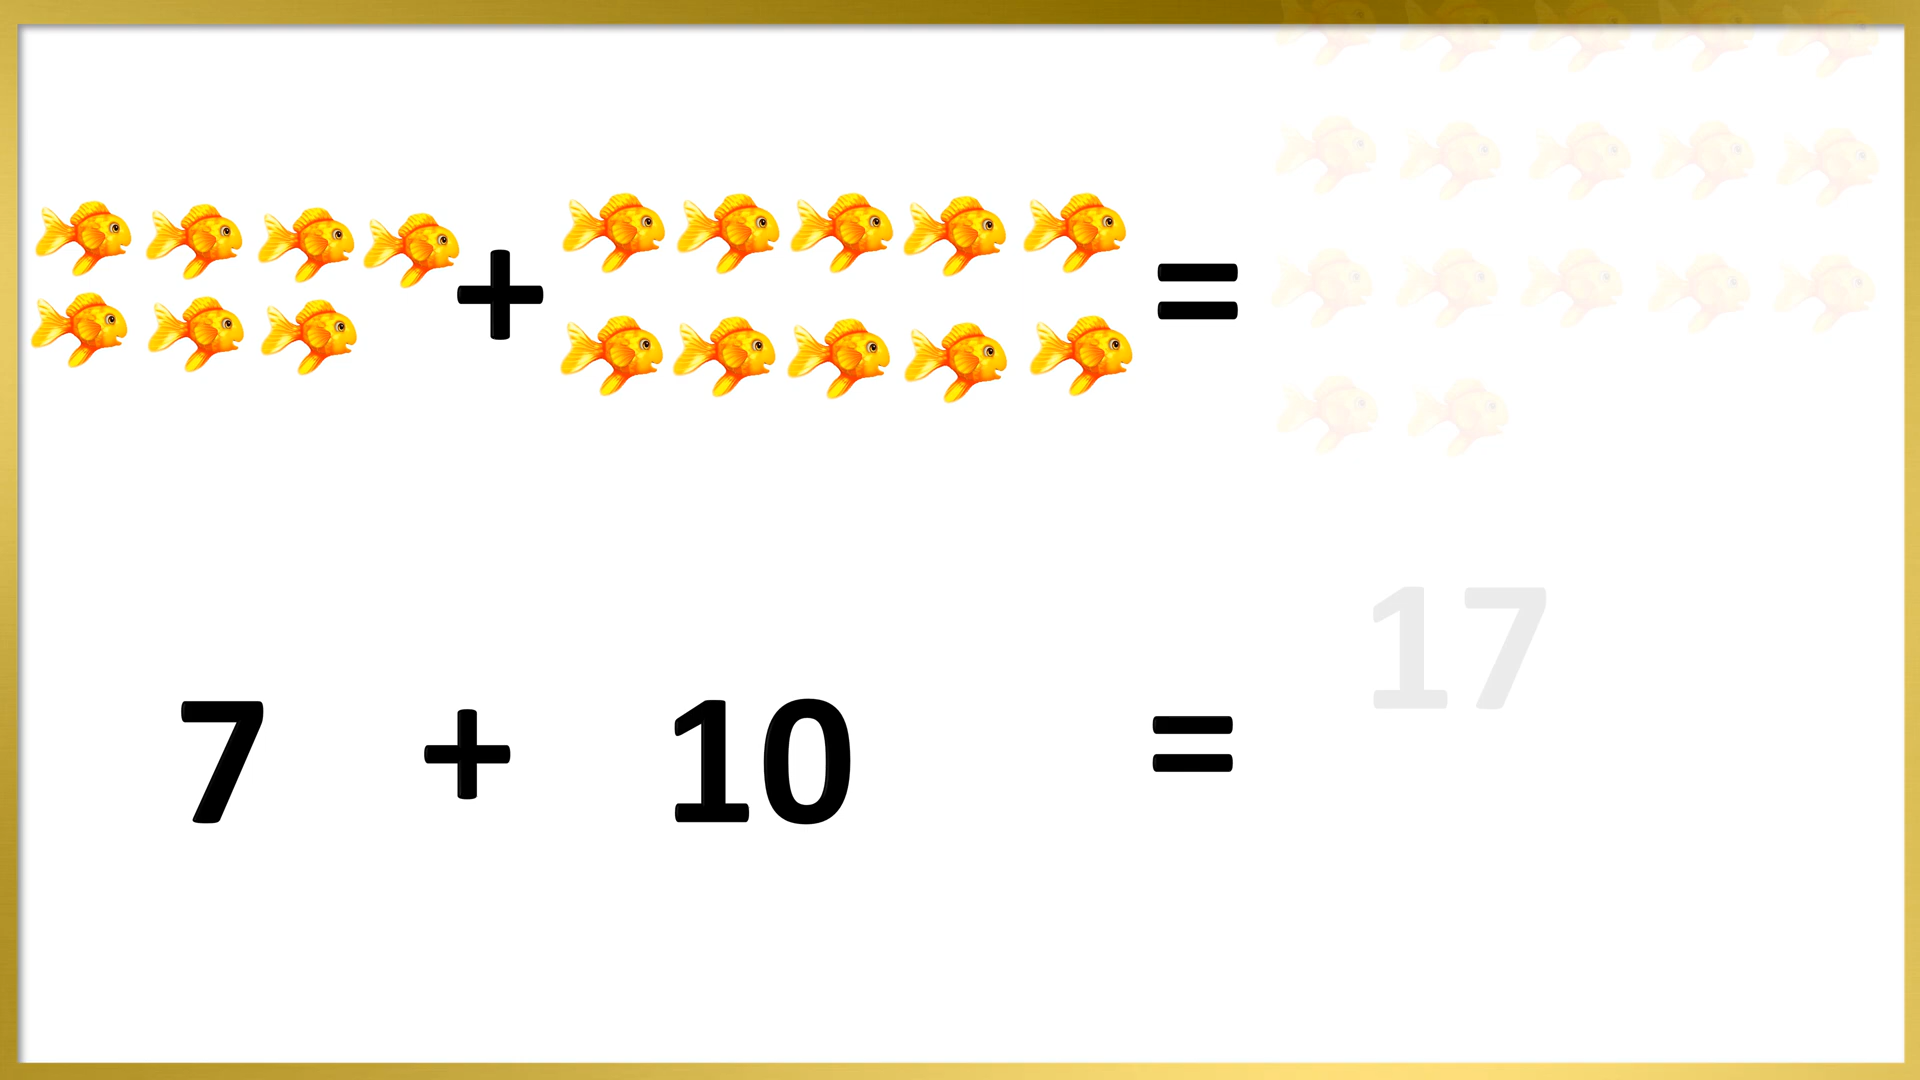 + =
7 + 10 = 17